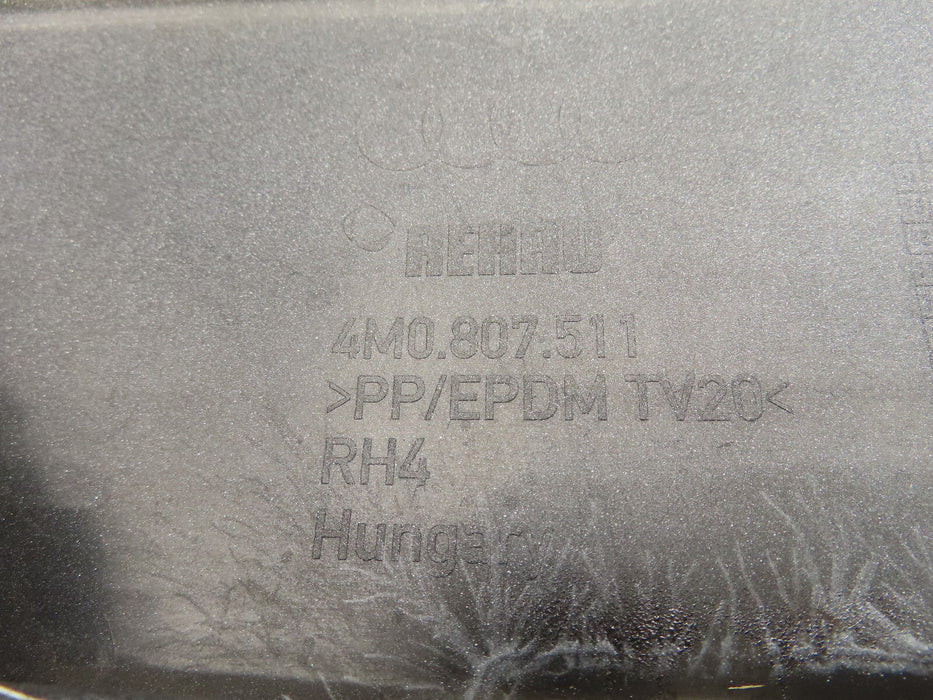 REHAU
4M0.807.511
>PP/EPDM TV20<
RH4
Hungary